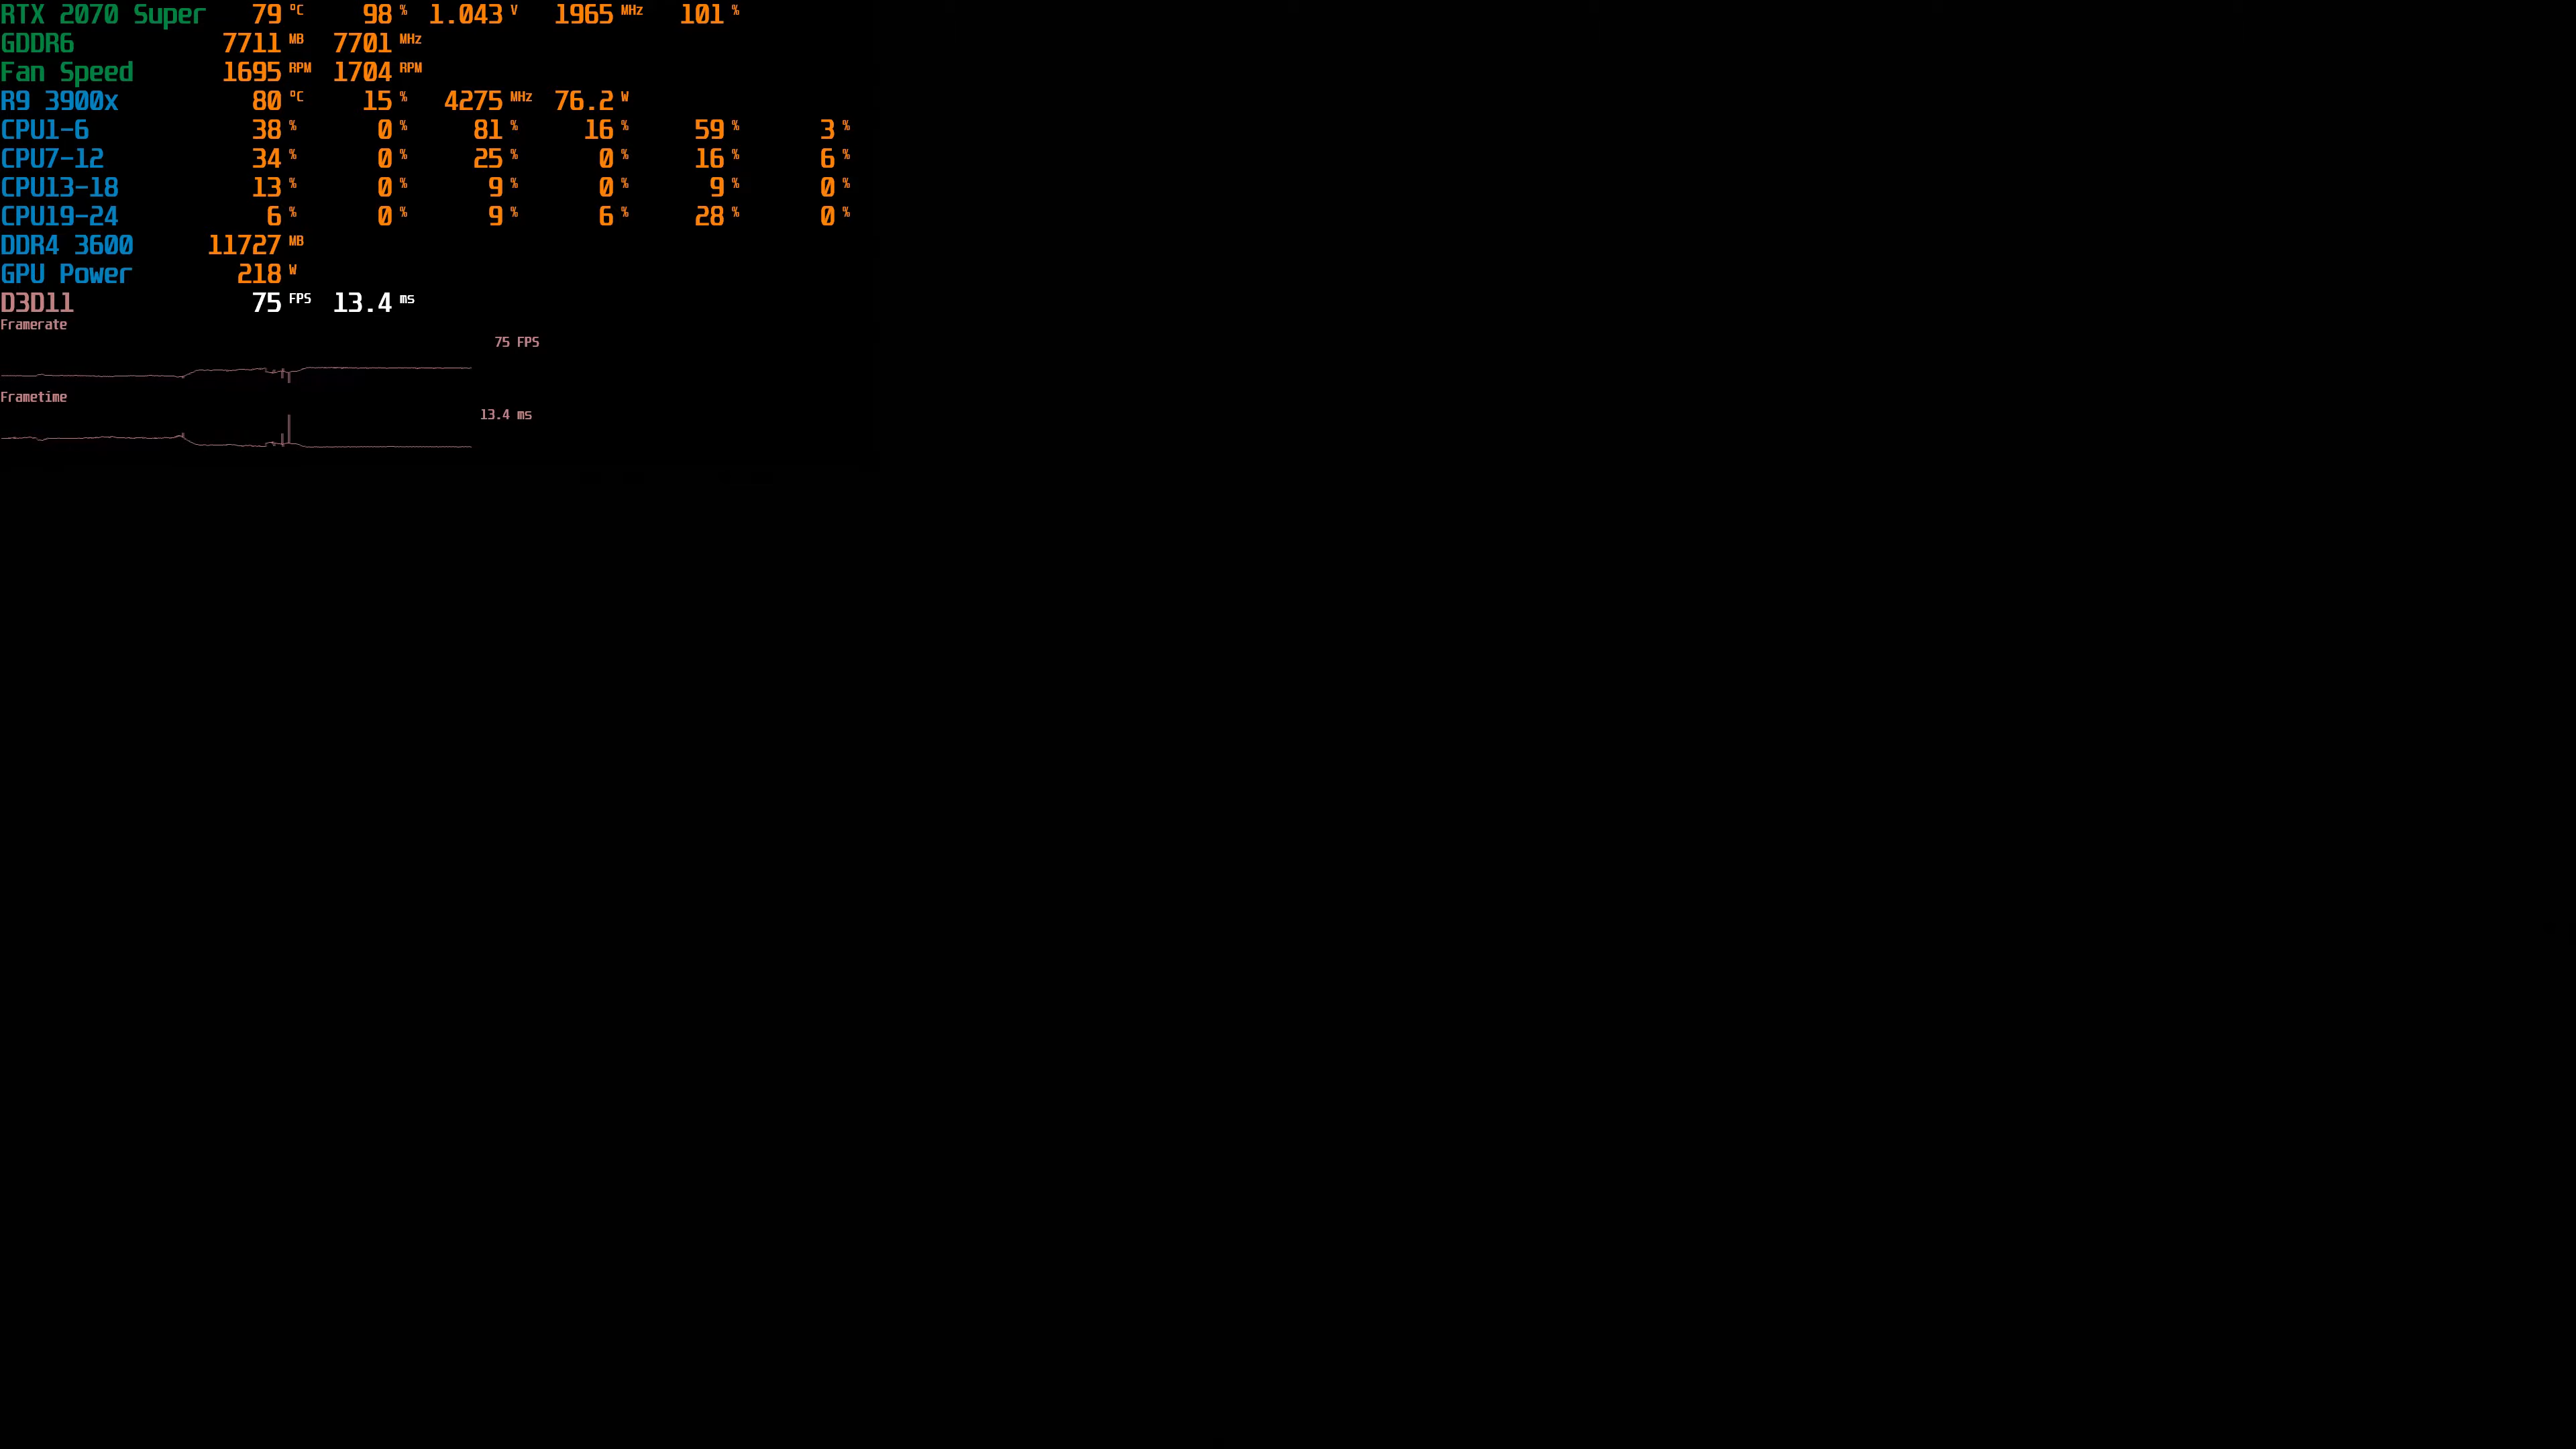 RTX 2070 Super 79 °C 98 % 1.043 V 1965 MHz 101 %
GDDR6 7711 MB 7701 MHz
Fan Speed 1695 RPM 1704 RPM
R9 3900x 80 °C 15 % 4275 MHz 76.2 W
CPU1-6 38 % 0 % 81 % 16 % 59 % 3 %
CPU7-12 34 % 0 % 25 % 0 % 16 % 6 %
CPU13-18 13 % 0 % 9 % 0 % 9 % 0 %
CPU19-24 6 % 0 % 9 % 6 % 28 % 0 %
DDR4 3600 11727 MB
GPU Power 218 W
D3D11 75 FPS 13.4 ms
Framerate
75 FPS
Frametime
13.4 ms